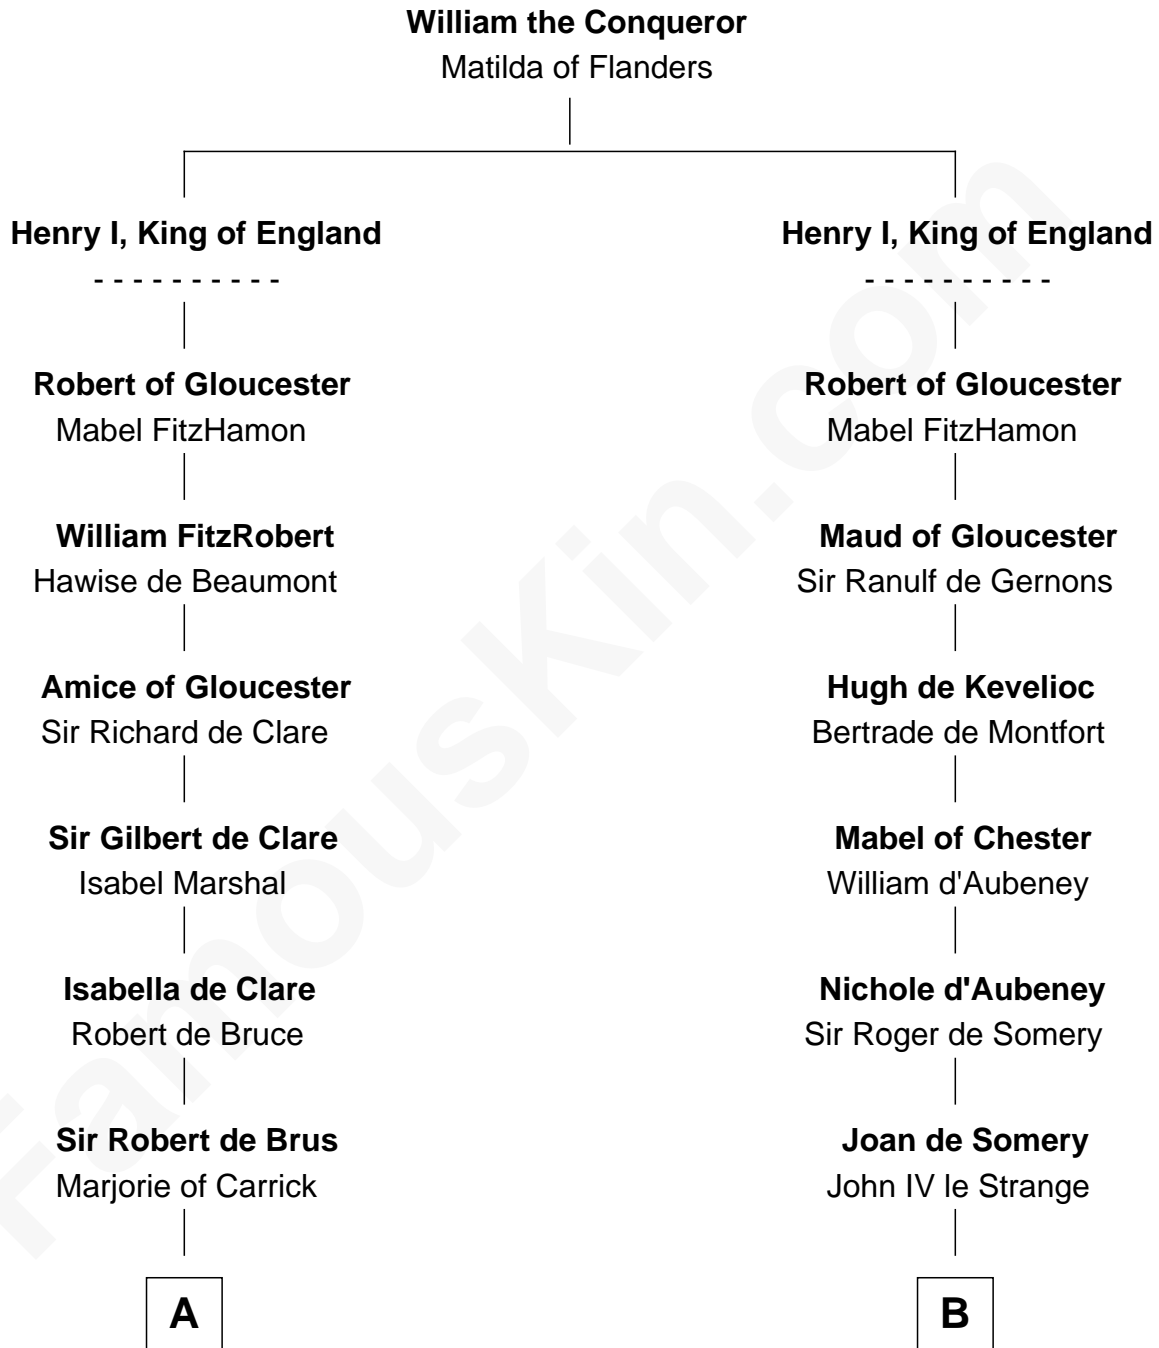 William the Conqueror
Matilda of Flanders
Henry I, King of England
- - - - - - - - - -
Robert of Gloucester
Mabel FitzHamon
William FitzRobert
Hawise de Beaumont
Amice of Gloucester
Sir Richard de Clare
Sir Gilbert de Clare
Isabel Marshal
Isabella de Clare
Robert de Bruce
Sir Robert de Brus
Marjorie of Carrick
A
Henry I, King of England
- - - - - - - - - -
Robert of Gloucester
Mabel FitzHamon
Maud of Gloucester
Sir Ranulf de Gernons
Hugh de Kevelioc
Bertrade de Montfort
Mabel of Chester
William d'Aubeney
Nichole d'Aubeney
Sir Roger de Somery
Joan de Somery
John IV le Strange
B
FamousKin.com